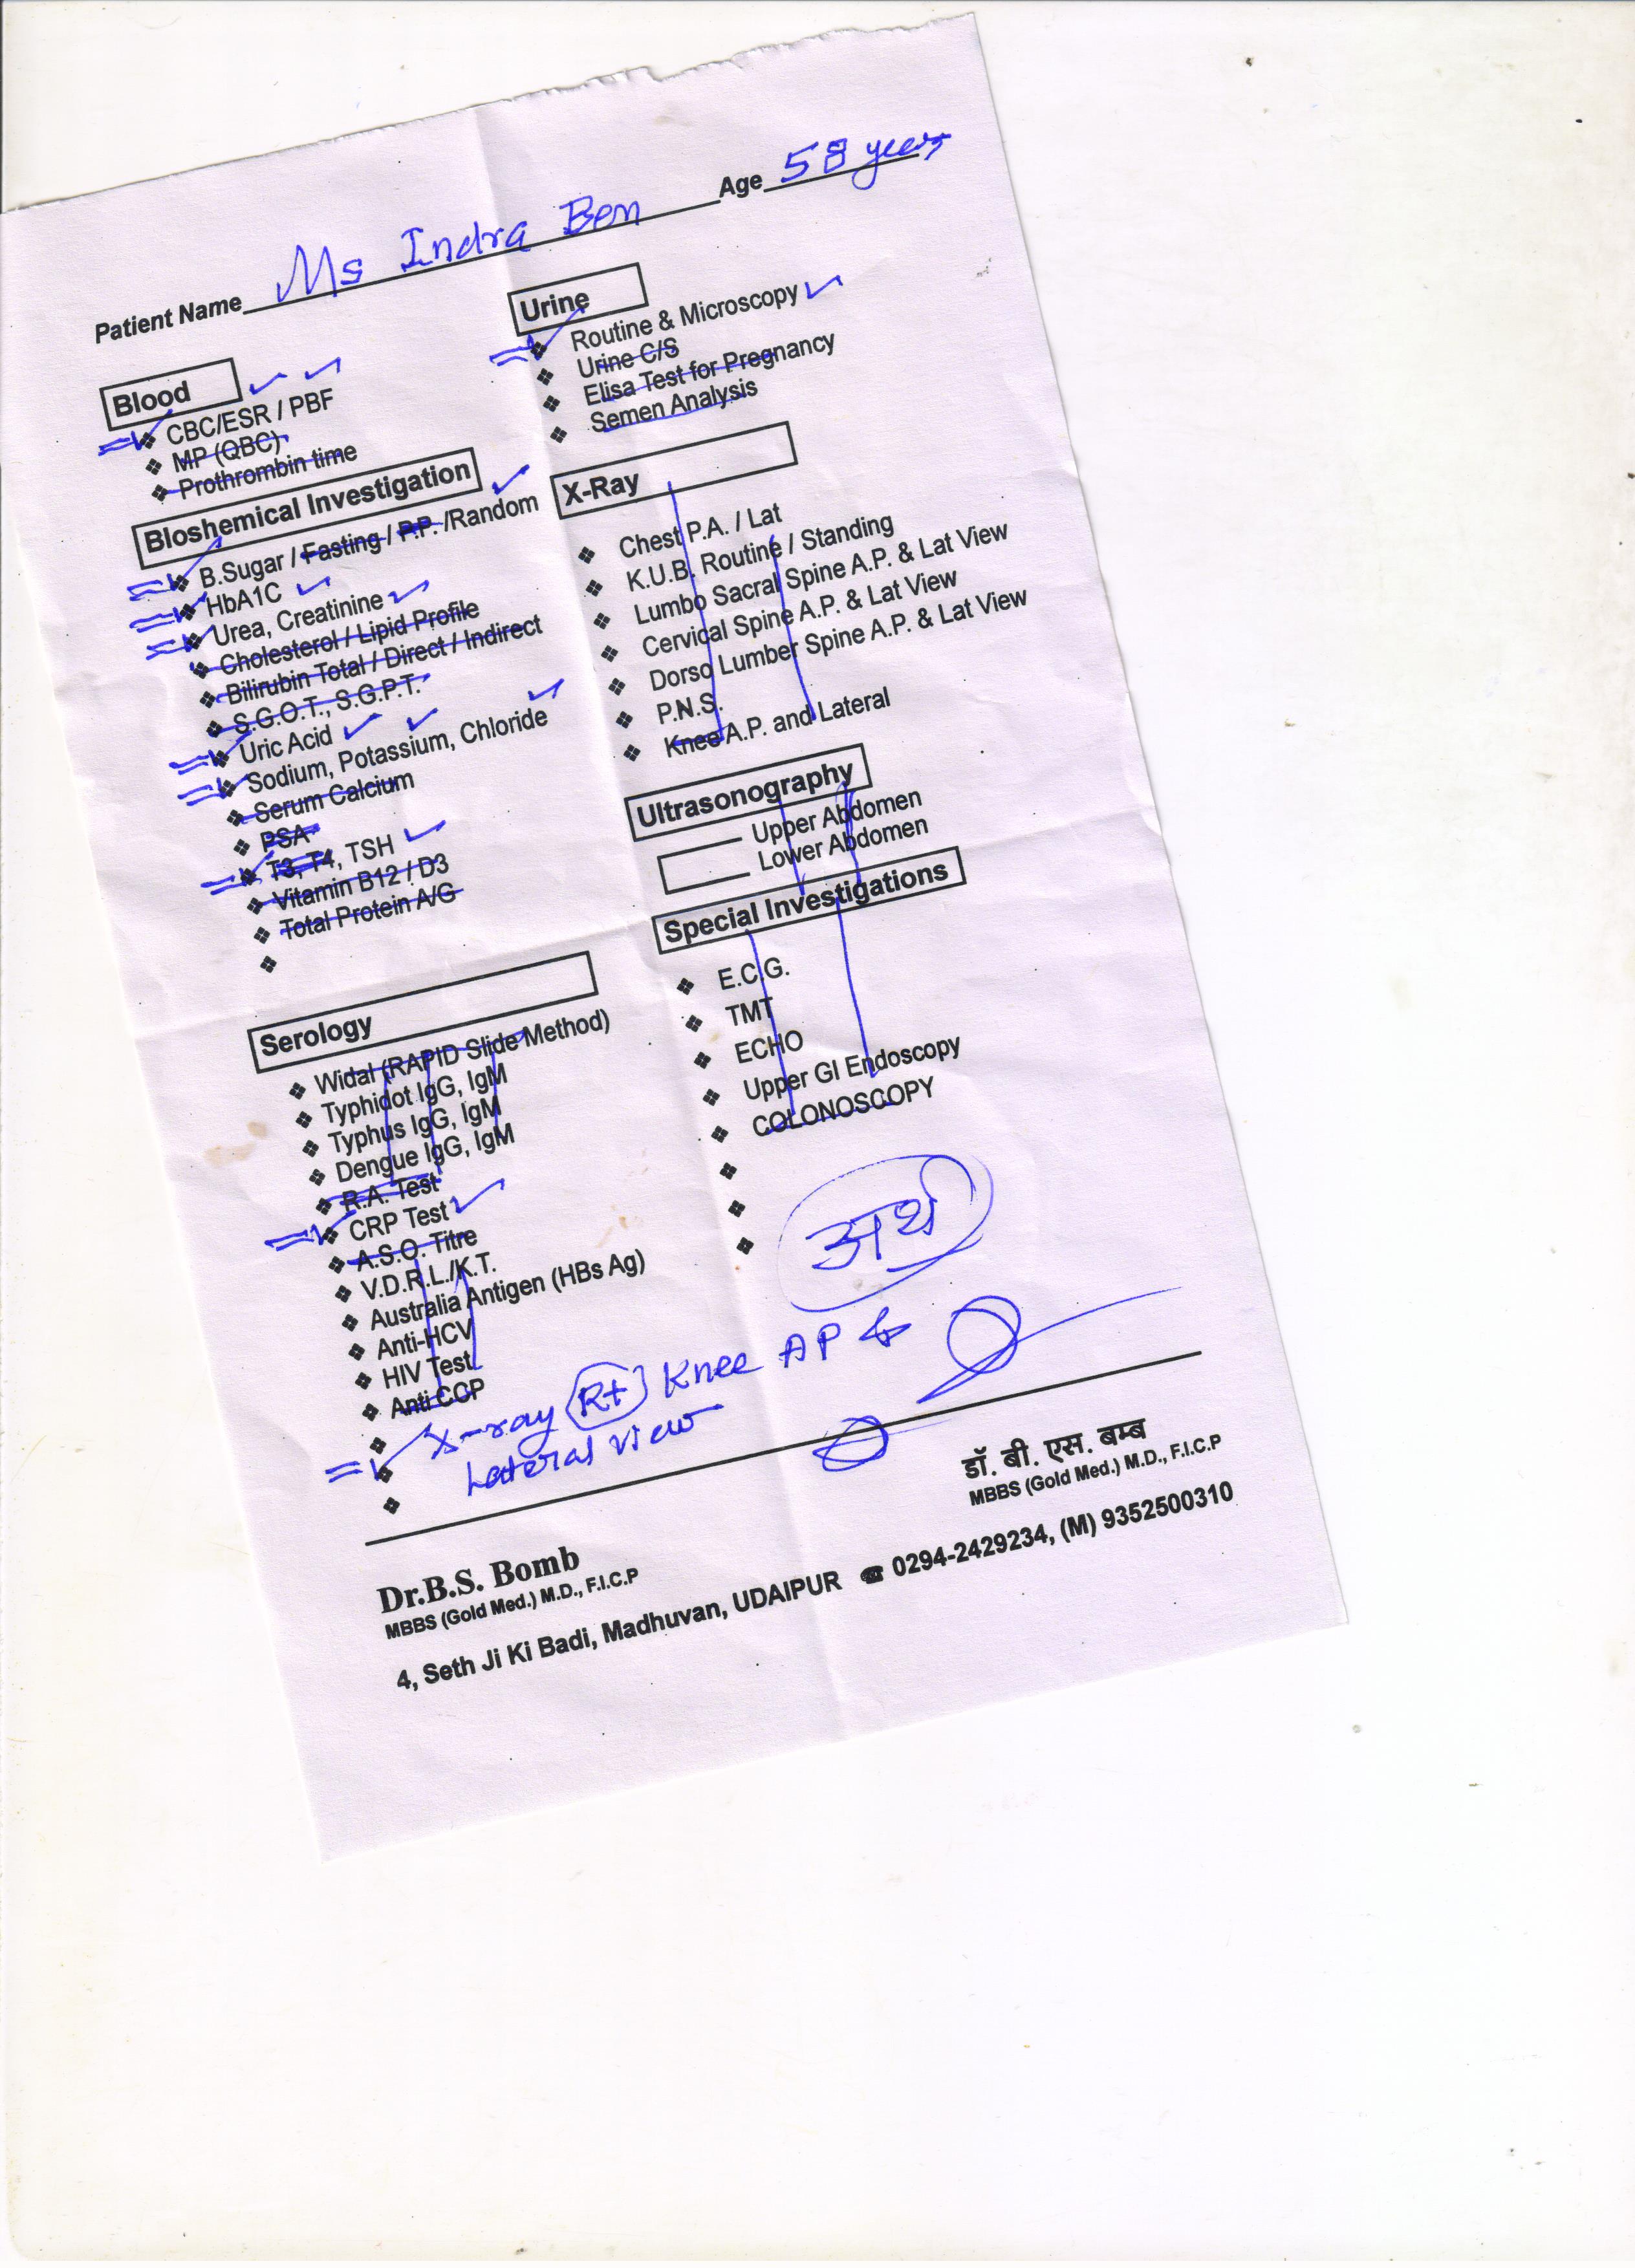 Patient Name Ms Indra Ben Age 58 years
Blood
CBC/ESR / PBF
MP (QBC)
Prothrombin time
Bloshemical Investigation
B.Sugar / Fasting / P.P. /Random
HbA1C
Urea, Creatinine
Cholesterol / Lipid Profile
Bilirubin Total / Direct / Indirect
S.G.O.T., S.G.P.T.
Uric Acid
Sodium, Potassium, Chloride
Serum Calcium
PSA
T3, T4, TSH
Vitamin B12 / D3
Total Protein A/G
Serology
Widal (RAPID Slide Method)
Typhidot IgG, IgM
Typhus IgG, IgM
Dengue IgG, IgM
R.A. Test
CRP Test
A.S.O. Titre
V.D.R.L./K.T.
Australia Antigen (HBs Ag)
Anti-HCV
HIV Test
Anti CCP
Urine
Routine & Microscopy
Urine C/S
Elisa Test for Pregnancy
Semen Analysis
X-Ray
Chest P.A. / Lat
K.U.B. Routine / Standing
Lumbo Sacral Spine A.P. & Lat View
Cervical Spine A.P. & Lat View
Dorso Lumber Spine A.P. & Lat View
P.N.S.
Knee A.P. and Lateral
Ultrasonography
Upper Abdomen
Lower Abdomen
Special Investigations
E.C.G.
TMT
ECHO
Upper GI Endoscopy
COLONOSCOPY
अर्थ
X-ray Rt Knee AP &
Lateral view
डॉ. बी. एस. बम्ब
MBBS (Gold Med.) M.D., F.I.C.P
Dr.B.S. Bomb
MBBS (Gold Med.) M.D., F.I.C.P
4, Seth Ji Ki Badi, Madhuvan, UDAIPUR ☎ 0294-2429234, (M) 9352500310